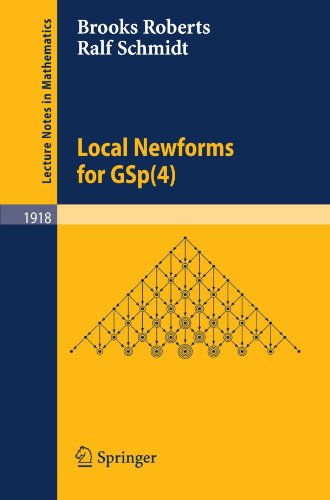 Brooks Roberts
Ralf Schmidt
Lecture Notes in Mathematics
Local Newforms
for GSp(4)
1918
Springer